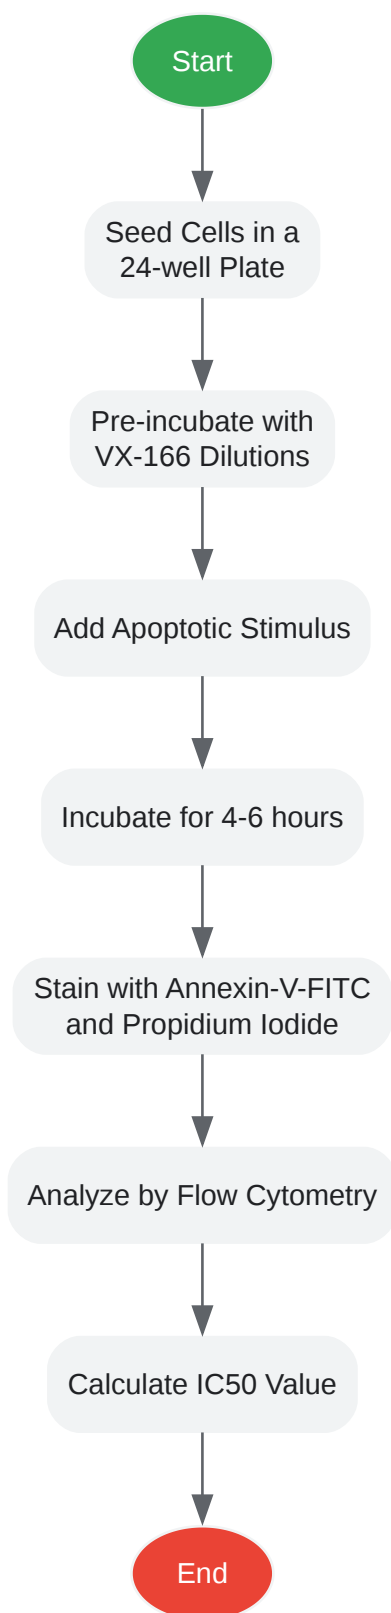 Start
Seed Cells in a
24-well Plate
Pre-incubate with
VX-166 Dilutions
Add Apoptotic Stimulus
Incubate for 4-6 hours
Stain with Annexin-V-FITC
and Propidium Iodide
Analyze by Flow Cytometry
Calculate IC50 Value
End